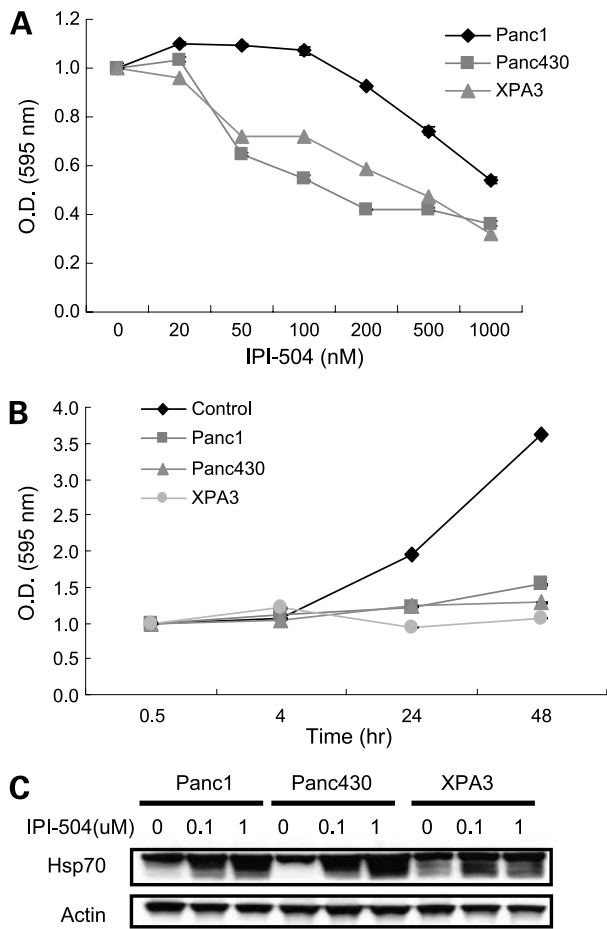 A
1.2
1.0
0.8
0.6
0.4
0.2
0.0
O.D. (595 nm)
Panc1
Panc430
XPA3
0 20 50 100 200 500 1000
IPI-504 (nM)
B
4.0
3.5
3.0
2.5
2.0
1.5
1.0
0.5
0.0
O.D. (595 nm)
Control
Panc1
Panc430
XPA3
0.5 4 24 48
Time (hr)
C
Panc1 Panc430 XPA3
IPI-504(uM) 0 0.1 1 0 0.1 1 0 0.1 1
Hsp70
Actin